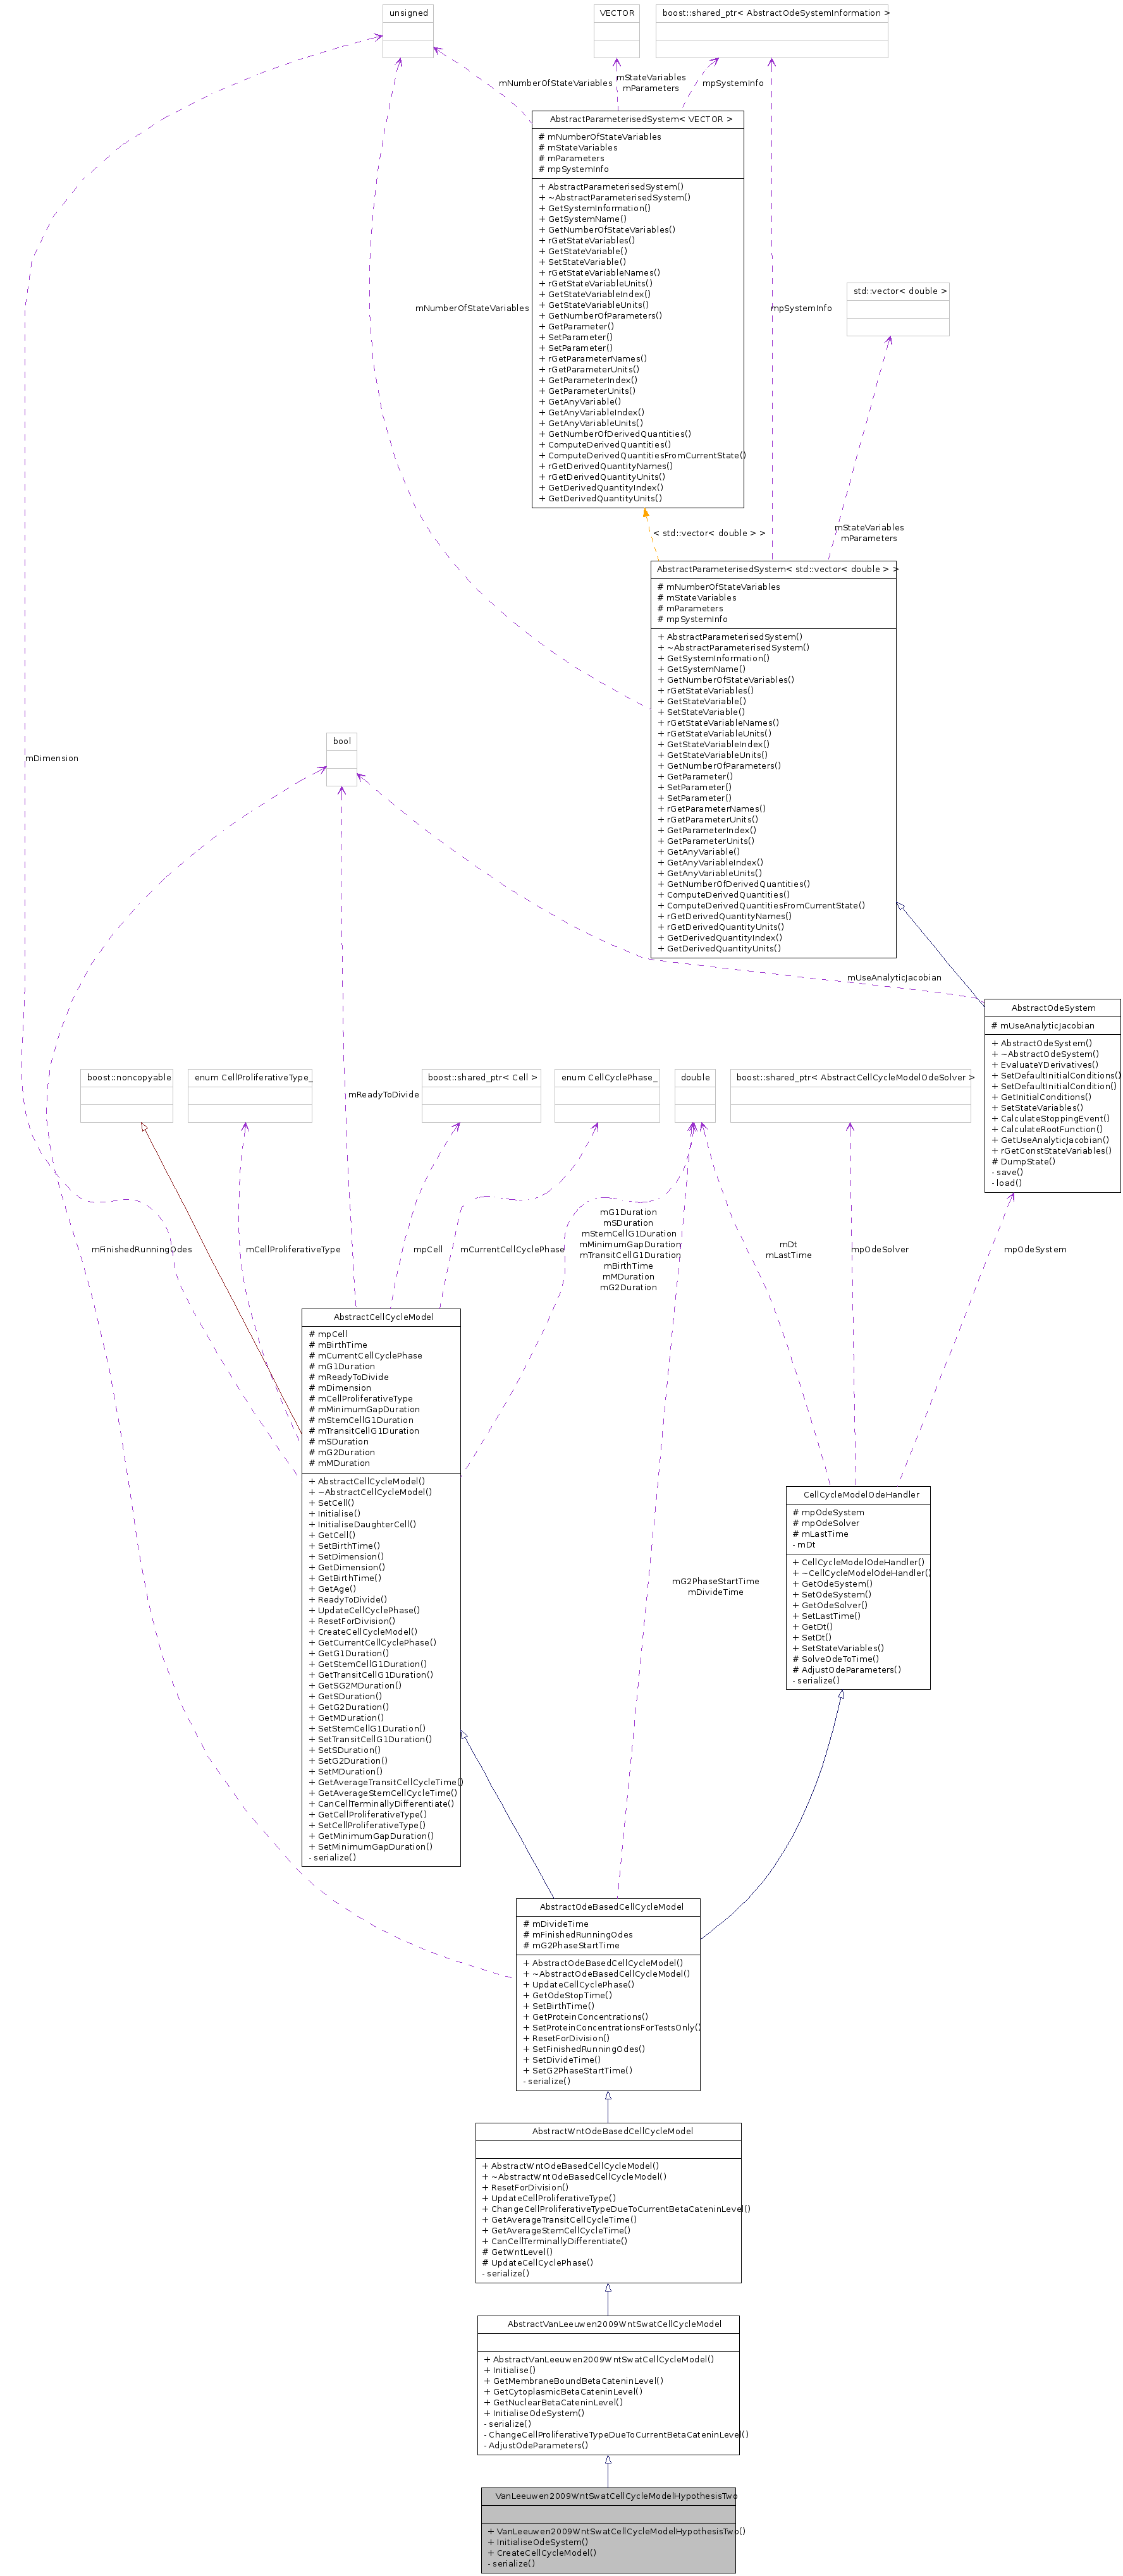 unsigned
VECTOR
boost::shared_ptr< AbstractOdeSystemInformation >
mNumberOfStateVariables
mStateVariables
mParameters
mpSystemInfo
AbstractParameterisedSystem< VECTOR >
# mNumberOfStateVariables
# mStateVariables
# mParameters
# mpSystemInfo
+ AbstractParameterisedSystem()
+ ~AbstractParameterisedSystem()
+ GetSystemInformation()
+ GetSystemName()
+ GetNumberOfStateVariables()
+ rGetStateVariables()
+ GetStateVariable()
+ SetStateVariable()
+ rGetStateVariableNames()
+ rGetStateVariableUnits()
+ GetStateVariableIndex()
+ GetStateVariableUnits()
+ GetNumberOfParameters()
+ GetParameter()
+ SetParameter()
+ SetParameter()
+ rGetParameterNames()
+ rGetParameterUnits()
+ GetParameterIndex()
+ GetParameterUnits()
+ GetAnyVariable()
+ GetAnyVariableIndex()
+ GetAnyVariableUnits()
+ GetNumberOfDerivedQuantities()
+ ComputeDerivedQuantities()
+ ComputeDerivedQuantitiesFromCurrentState()
+ rGetDerivedQuantityNames()
+ rGetDerivedQuantityUnits()
+ GetDerivedQuantityIndex()
+ GetDerivedQuantityUnits()
std::vector< double >
mNumberOfStateVariables
mpSystemInfo
mStateVariables
mParameters
< std::vector< double > >
AbstractParameterisedSystem< std::vector< double > >
# mNumberOfStateVariables
# mStateVariables
# mParameters
# mpSystemInfo
+ AbstractParameterisedSystem()
+ ~AbstractParameterisedSystem()
+ GetSystemInformation()
+ GetSystemName()
+ GetNumberOfStateVariables()
+ rGetStateVariables()
+ GetStateVariable()
+ SetStateVariable()
+ rGetStateVariableNames()
+ rGetStateVariableUnits()
+ GetStateVariableIndex()
+ GetStateVariableUnits()
+ GetNumberOfParameters()
+ GetParameter()
+ SetParameter()
+ SetParameter()
+ rGetParameterNames()
+ rGetParameterUnits()
+ GetParameterIndex()
+ GetParameterUnits()
+ GetAnyVariable()
+ GetAnyVariableIndex()
+ GetAnyVariableUnits()
+ GetNumberOfDerivedQuantities()
+ ComputeDerivedQuantities()
+ ComputeDerivedQuantitiesFromCurrentState()
+ rGetDerivedQuantityNames()
+ rGetDerivedQuantityUnits()
+ GetDerivedQuantityIndex()
+ GetDerivedQuantityUnits()
bool
mDimension
mUseAnalyticJacobian
AbstractOdeSystem
# mUseAnalyticJacobian
+ AbstractOdeSystem()
+ ~AbstractOdeSystem()
+ EvaluateYDerivatives()
+ SetDefaultInitialConditions()
+ SetDefaultInitialCondition()
+ GetInitialConditions()
+ SetStateVariables()
+ CalculateStoppingEvent()
+ CalculateRootFunction()
+ GetUseAnalyticJacobian()
+ rGetConstStateVariables()
# DumpState()
- save()
- load()
boost::noncopyable
enum CellProliferativeType_
boost::shared_ptr< Cell >
enum CellCyclePhase_
double
boost::shared_ptr< AbstractCellCycleModelOdeSolver >
mReadyToDivide
mFinishedRunningOdes
mCellProliferativeType
mpCell
mCurrentCellCyclePhase
mG1Duration
mSDuration
mStemCellG1Duration
mMinimumGapDuration
mTransitCellG1Duration
mBirthTime
mMDuration
mG2Duration
mDt
mLastTime
mpOdeSolver
mpOdeSystem
AbstractCellCycleModel
# mpCell
# mBirthTime
# mCurrentCellCyclePhase
# mG1Duration
# mReadyToDivide
# mDimension
# mCellProliferativeType
# mMinimumGapDuration
# mStemCellG1Duration
# mTransitCellG1Duration
# mSDuration
# mG2Duration
# mMDuration
+ AbstractCellCycleModel()
+ ~AbstractCellCycleModel()
+ SetCell()
+ Initialise()
+ InitialiseDaughterCell()
+ GetCell()
+ SetBirthTime()
+ SetDimension()
+ GetDimension()
+ GetBirthTime()
+ GetAge()
+ ReadyToDivide()
+ UpdateCellCyclePhase()
+ ResetForDivision()
+ CreateCellCycleModel()
+ GetCurrentCellCyclePhase()
+ GetG1Duration()
+ GetStemCellG1Duration()
+ GetTransitCellG1Duration()
+ GetSG2MDuration()
+ GetSDuration()
+ GetG2Duration()
+ GetMDuration()
+ SetStemCellG1Duration()
+ SetTransitCellG1Duration()
+ SetSDuration()
+ SetG2Duration()
+ SetMDuration()
+ GetAverageTransitCellCycleTime()
+ GetAverageStemCellCycleTime()
+ CanCellTerminallyDifferentiate()
+ GetCellProliferativeType()
+ SetCellProliferativeType()
+ GetMinimumGapDuration()
+ SetMinimumGapDuration()
- serialize()
CellCycleModelOdeHandler
# mpOdeSystem
# mpOdeSolver
# mLastTime
- mDt
+ CellCycleModelOdeHandler()
+ ~CellCycleModelOdeHandler()
+ GetOdeSystem()
+ SetOdeSystem()
+ GetOdeSolver()
+ SetLastTime()
+ GetDt()
+ SetDt()
+ SetStateVariables()
# SolveOdeToTime()
# AdjustOdeParameters()
- serialize()
mG2PhaseStartTime
mDivideTime
AbstractOdeBasedCellCycleModel
# mDivideTime
# mFinishedRunningOdes
# mG2PhaseStartTime
+ AbstractOdeBasedCellCycleModel()
+ ~AbstractOdeBasedCellCycleModel()
+ UpdateCellCyclePhase()
+ GetOdeStopTime()
+ SetBirthTime()
+ GetProteinConcentrations()
+ SetProteinConcentrationsForTestsOnly()
+ ResetForDivision()
+ SetFinishedRunningOdes()
+ SetDivideTime()
+ SetG2PhaseStartTime()
- serialize()
AbstractWntOdeBasedCellCycleModel
+ AbstractWntOdeBasedCellCycleModel()
+ ~AbstractWntOdeBasedCellCycleModel()
+ ResetForDivision()
+ UpdateCellProliferativeType()
+ ChangeCellProliferativeTypeDueToCurrentBetaCateninLevel()
+ GetAverageTransitCellCycleTime()
+ GetAverageStemCellCycleTime()
+ CanCellTerminallyDifferentiate()
# GetWntLevel()
# UpdateCellCyclePhase()
- serialize()
AbstractVanLeeuwen2009WntSwatCellCycleModel
+ AbstractVanLeeuwen2009WntSwatCellCycleModel()
+ Initialise()
+ GetMembraneBoundBetaCateninLevel()
+ GetCytoplasmicBetaCateninLevel()
+ GetNuclearBetaCateninLevel()
+ InitialiseOdeSystem()
- serialize()
- ChangeCellProliferativeTypeDueToCurrentBetaCateninLevel()
- AdjustOdeParameters()
VanLeeuwen2009WntSwatCellCycleModelHypothesisTwo
+ VanLeeuwen2009WntSwatCellCycleModelHypothesisTwo()
+ InitialiseOdeSystem()
+ CreateCellCycleModel()
- serialize()